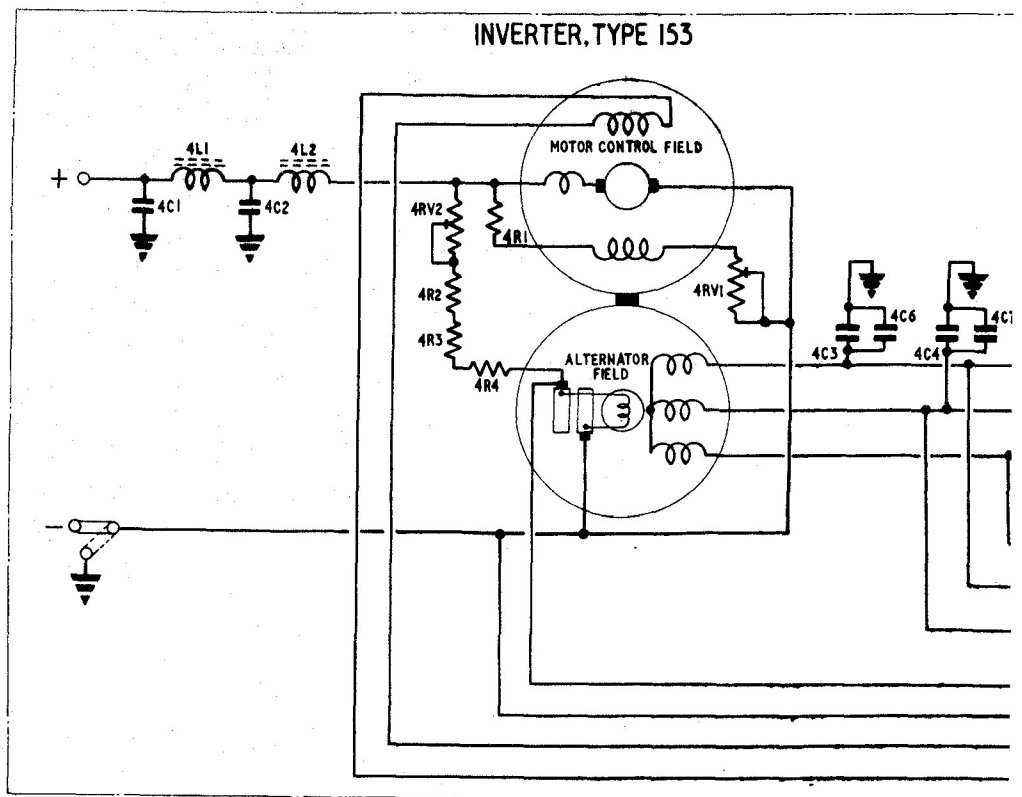 INVERTER, TYPE 153
MOTOR CONTROL FIELD
4L1
4L2
+
4C1
4C2
4RV2
4R1
4RV1
4R2
4R3
4R4
ALTERNATOR
FIELD
4C6
4C7
4C3
4C4
−